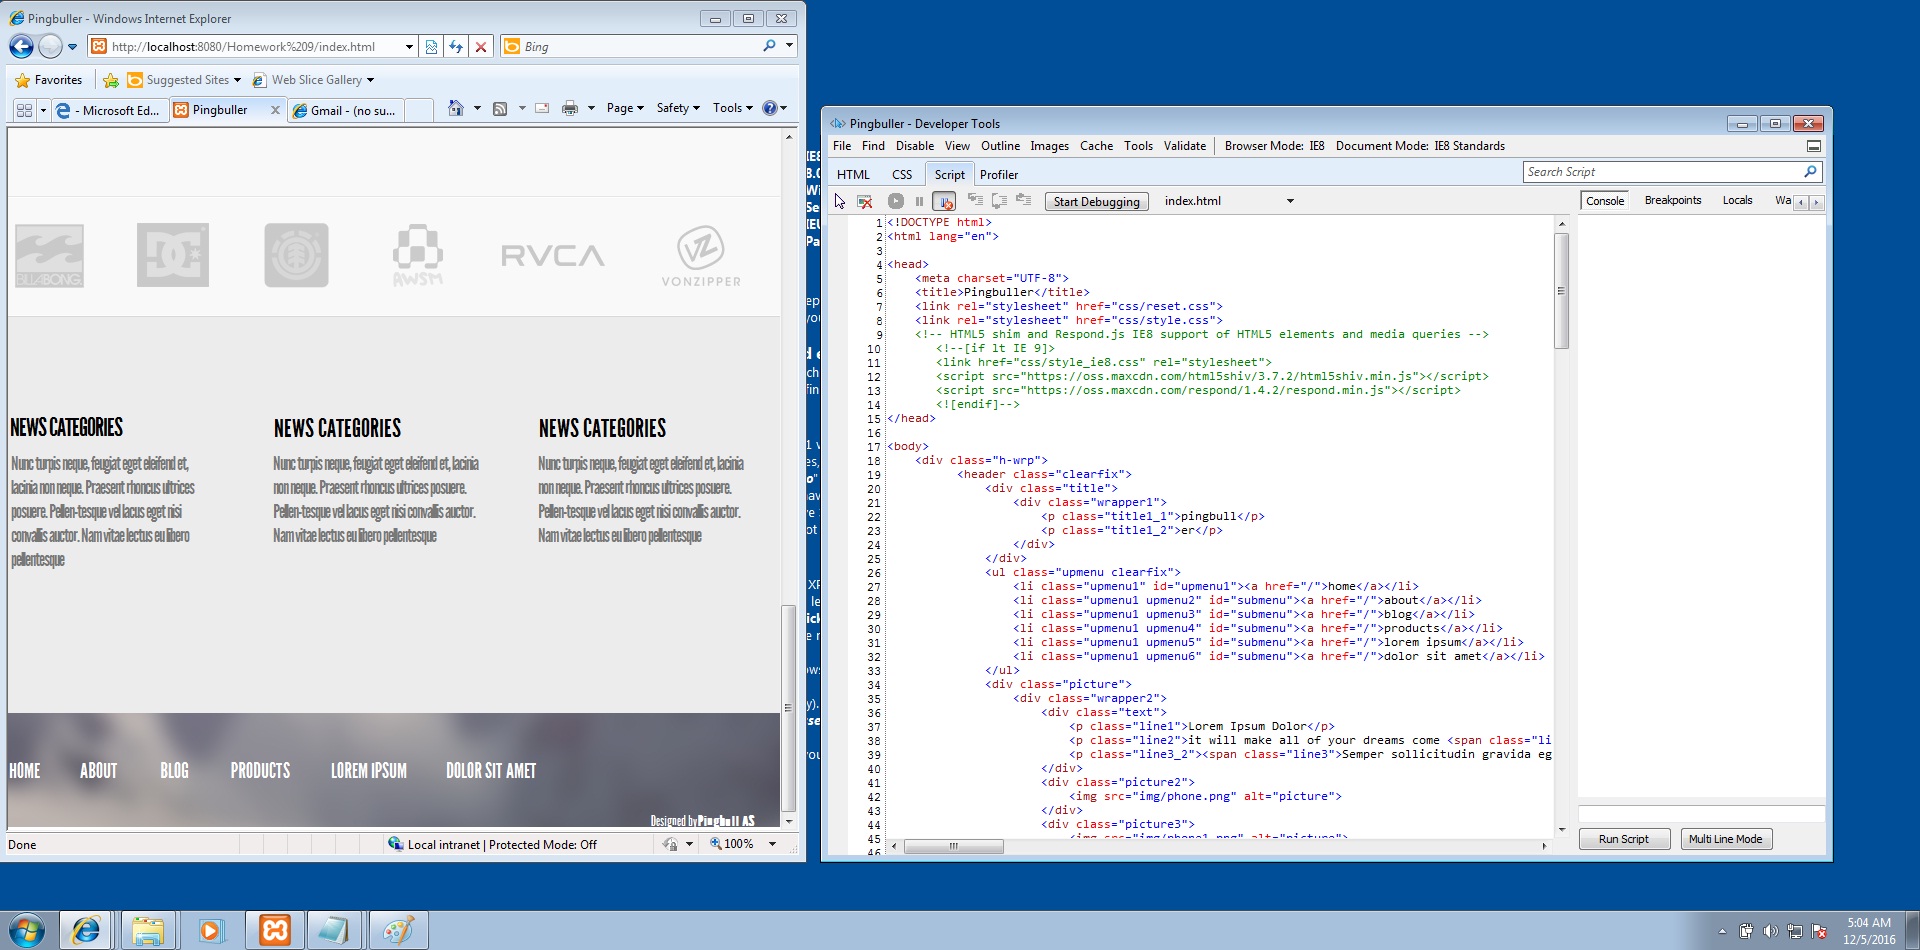 Pingbuller - Windows Internet Explorer
http://localhost:8080/Homework%209/index.html
Bing
Favorites
Suggested Sites
Web Slice Gallery
- Microsoft Ed...
Pingbuller
Gmail - (no su...
Page
Safety
Tools
BILLABONG
DC
AWSM
RVCA
VZ
VONZIPPER
NEWS CATEGORIES
Nunc turpis neque, feugiat eget eleifend et,
lacinia non neque. Praesent rhoncus ultrices
posuere. Pellen-tesque vel lacus eget nisi
convallis auctor. Nam vitae lectus eu libero
pellentesque
NEWS CATEGORIES
Nunc turpis neque, feugiat eget eleifend et, lacinia
non neque. Praesent rhoncus ultrices posuere.
Pellen-tesque vel lacus eget nisi convallis auctor.
Nam vitae lectus eu libero pellentesque
NEWS CATEGORIES
Nunc turpis neque, feugiat eget eleifend et, lacinia
non neque. Praesent rhoncus ultrices posuere.
Pellen-tesque vel lacus eget nisi convallis auctor.
Nam vitae lectus eu libero pellentesque
HOME ABOUT BLOG PRODUCTS LOREM IPSUM DOLOR SIT AMET
Designed by Pingbull AS
Done
Local intranet | Protected Mode: Off
100%
Pingbuller - Developer Tools
File Find Disable View Outline Images Cache Tools Validate Browser Mode: IE8 Document Mode: IE8 Standards
HTML CSS Script Profiler
Search Script
Start Debugging
index.html
Console Breakpoints Locals Wa
1 <!DOCTYPE html>
2 <html lang="en">
3
4 <head>
5 <meta charset="UTF-8">
6 <title>Pingbuller</title>
7 <link rel="stylesheet" href="css/reset.css">
8 <link rel="stylesheet" href="css/style.css">
9 <!-- HTML5 shim and Respond.js IE8 support of HTML5 elements and media queries -->
10 <!--[if lt IE 9]>
11 <link href="css/style_ie8.css" rel="stylesheet">
12 <script src="https://oss.maxcdn.com/html5shiv/3.7.2/html5shiv.min.js"></script>
13 <script src="https://oss.maxcdn.com/respond/1.4.2/respond.min.js"></script>
14 <![endif]-->
15 </head>
16
17 <body>
18 <div class="h-wrp">
19 <header class="clearfix">
20 <div class="title">
21 <div class="wrapper1">
22 <p class="title1_1">pingbull</p>
23 <p class="title1_2">er</p>
24 </div>
25 </div>
26 <ul class="upmenu clearfix">
27 <li class="upmenu1" id="upmenu1"><a href="/">home</a></li>
28 <li class="upmenu1 upmenu2" id="submenu"><a href="/">about</a></li>
29 <li class="upmenu1 upmenu3" id="submenu"><a href="/">blog</a></li>
30 <li class="upmenu1 upmenu4" id="submenu"><a href="/">products</a></li>
31 <li class="upmenu1 upmenu5" id="submenu"><a href="/">lorem ipsum</a></li>
32 <li class="upmenu1 upmenu6" id="submenu"><a href="/">dolor sit amet</a></li>
33 </ul>
34 <div class="picture">
35 <div class="wrapper2">
36 <div class="text">
37 <p class="line1">Lorem Ipsum Dolor</p>
38 <p class="line2">it will make all of your dreams come <span class="li
39 <p class="line3_2"><span class="line3">Semper sollicitudin gravida eg
40 </div>
41 <div class="picture2">
42 <img src="img/phone.png" alt="picture">
43 </div>
44 <div class="picture3">
45 <img src="img/phone1.png" alt="picture">
46
Run Script
Multi Line Mode
5:04 AM
12/5/2016